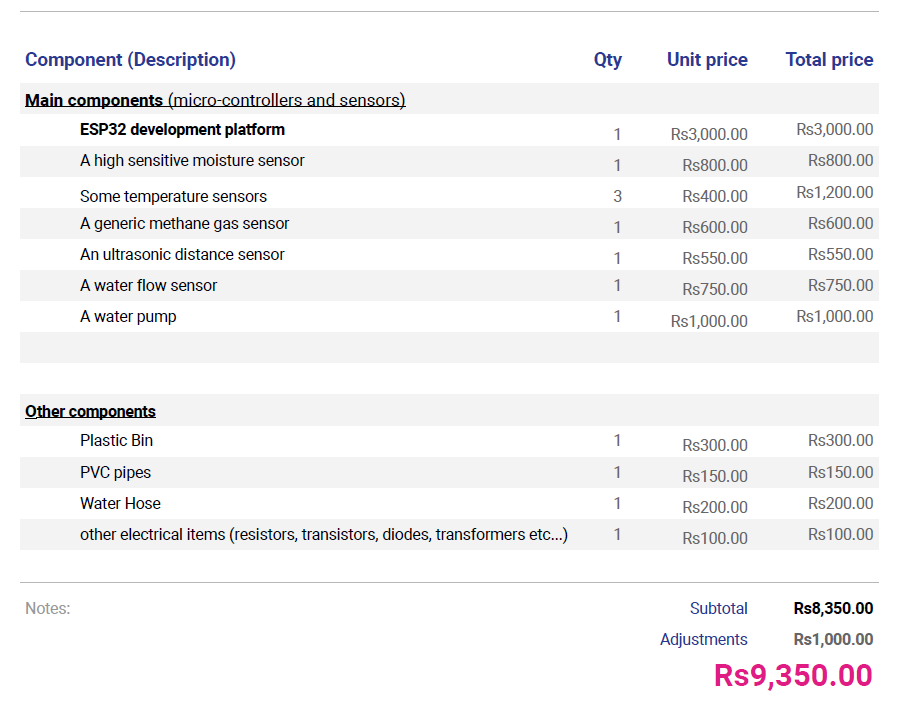 Component (Description) Qty Unit price Total price
Main components (micro-controllers and sensors)
ESP32 development platform 1 Rs3,000.00 Rs3,000.00
A high sensitive moisture sensor 1 Rs800.00 Rs800.00
Some temperature sensors 3 Rs400.00 Rs1,200.00
A generic methane gas sensor 1 Rs600.00 Rs600.00
An ultrasonic distance sensor 1 Rs550.00 Rs550.00
A water flow sensor 1 Rs750.00 Rs750.00
A water pump 1 Rs1,000.00 Rs1,000.00
Other components
Plastic Bin 1 Rs300.00 Rs300.00
PVC pipes 1 Rs150.00 Rs150.00
Water Hose 1 Rs200.00 Rs200.00
other electrical items (resistors, transistors, diodes, transformers etc...) 1 Rs100.00 Rs100.00
Notes: Subtotal Rs8,350.00
Adjustments Rs1,000.00
Rs9,350.00